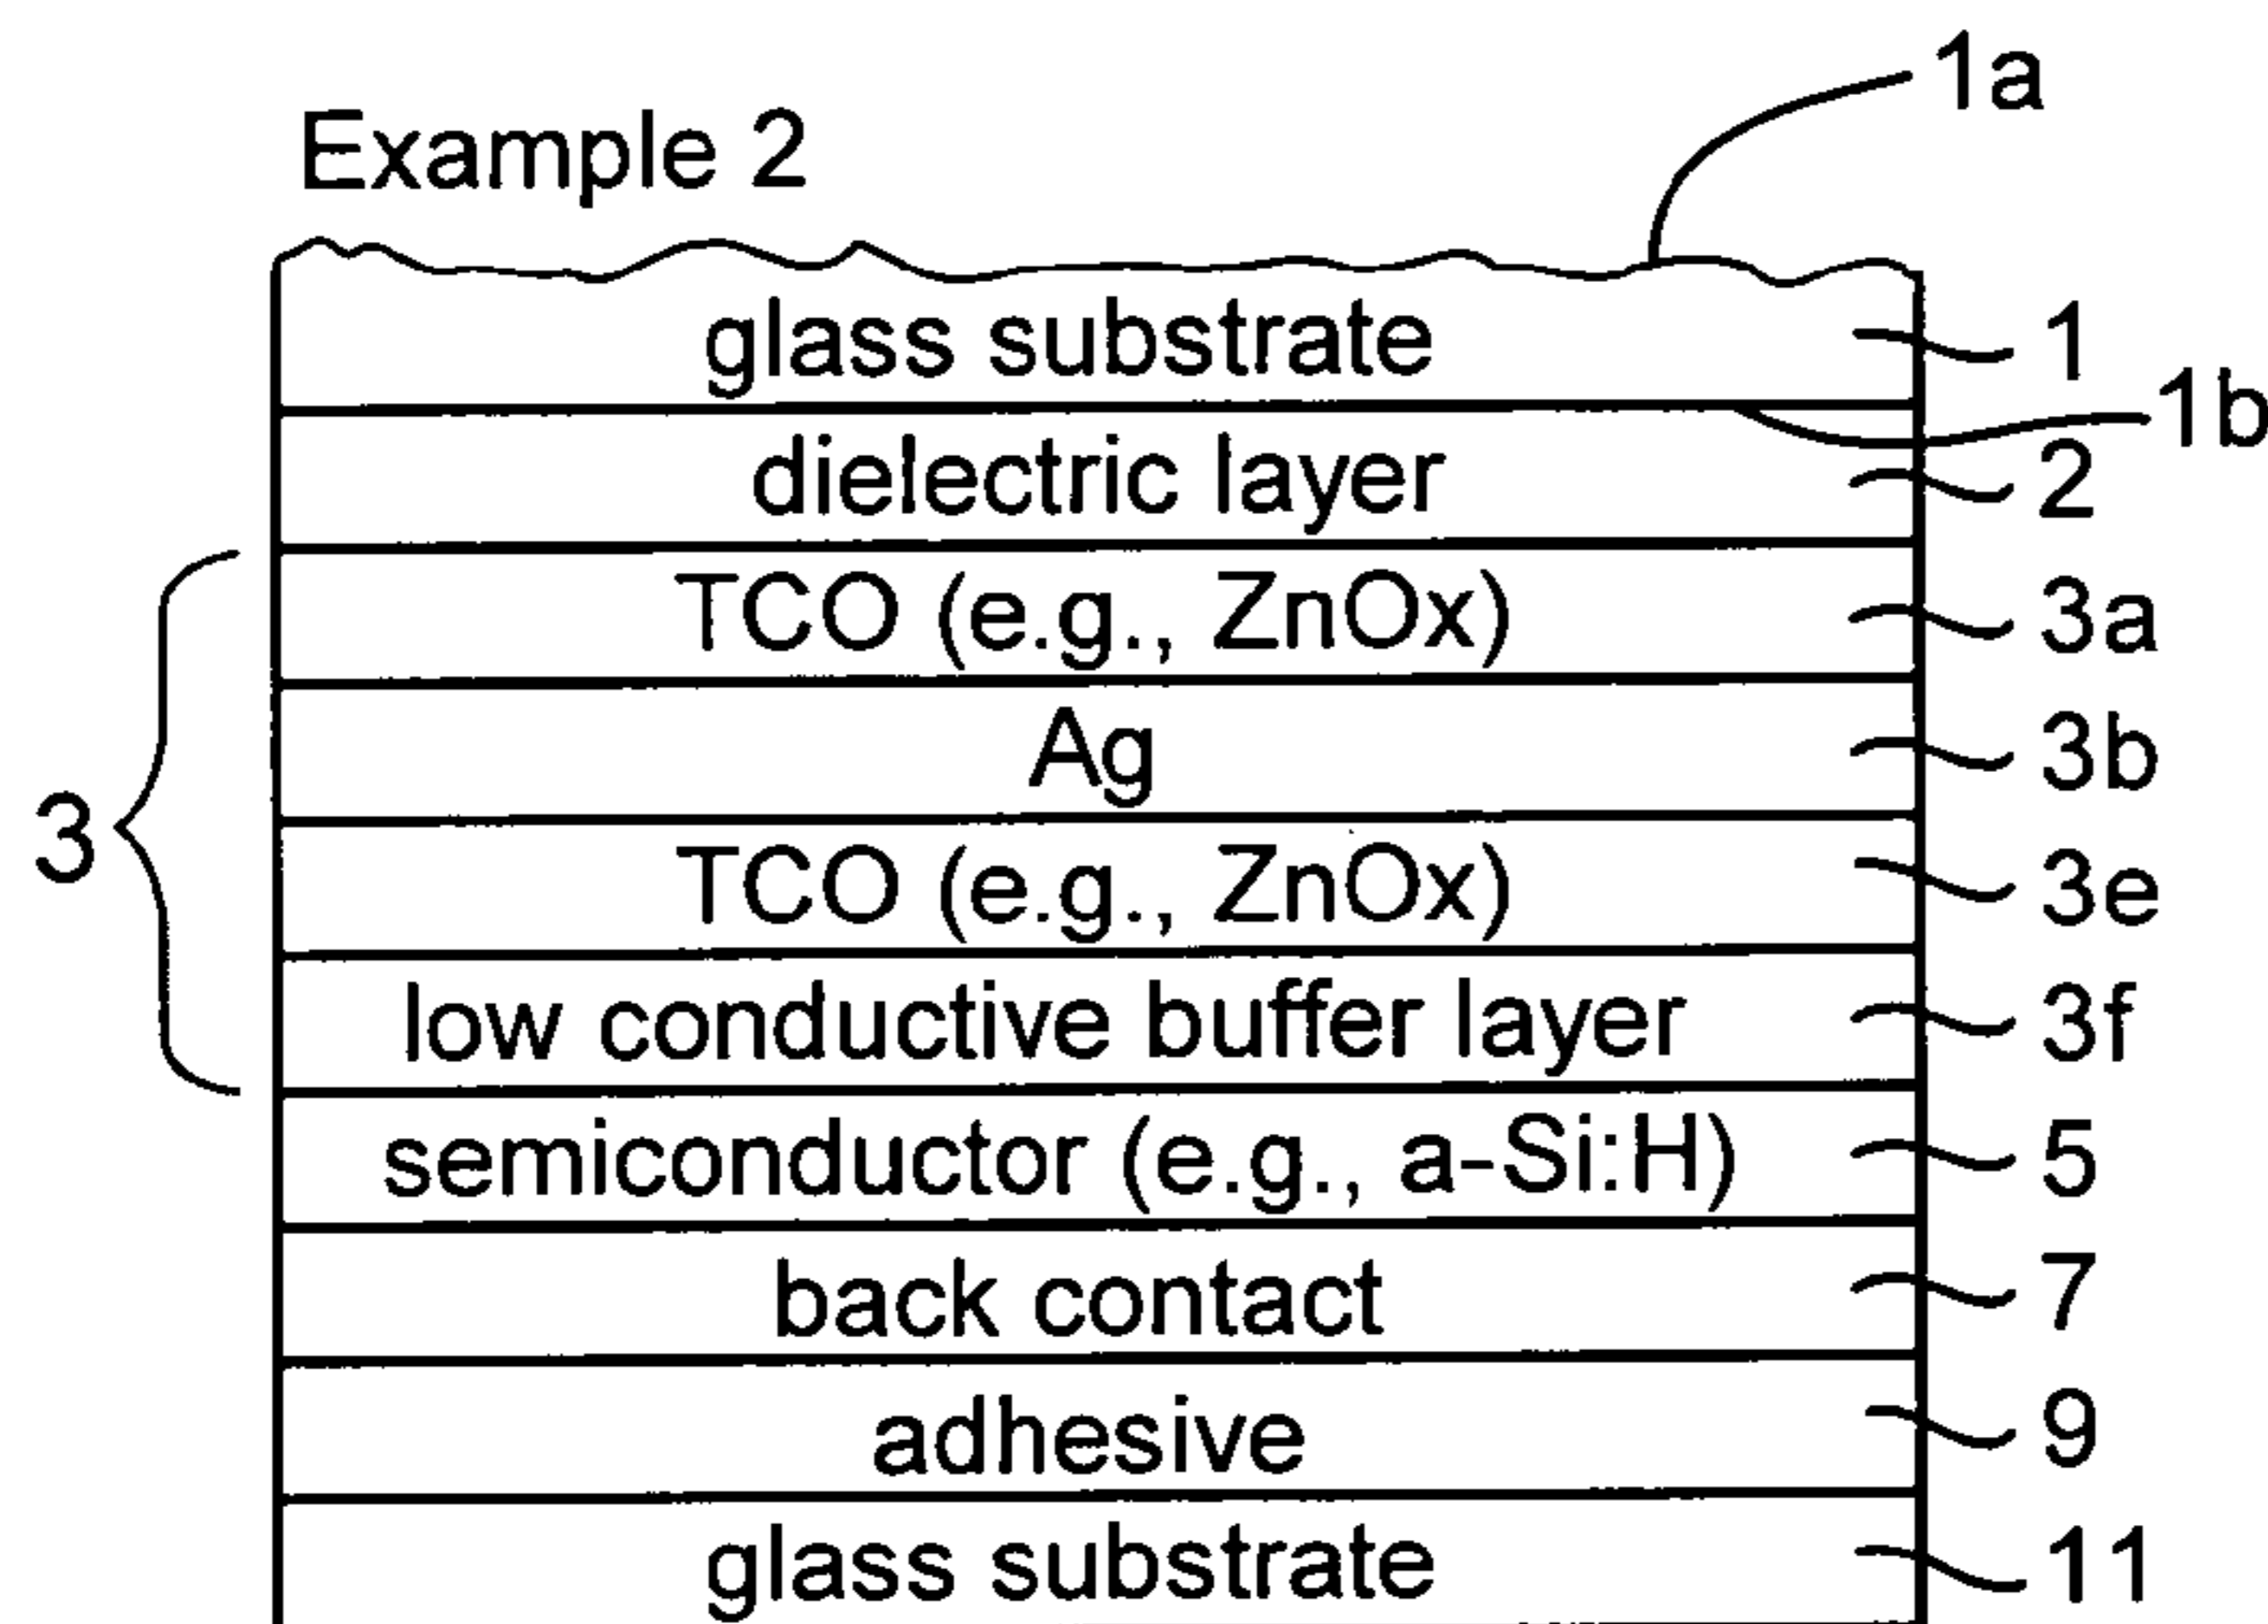 1a
Example 2
glass substrate 1
1b
dielectric layer 2
TCO (e.g., ZnOx) 3a
Ag 3b
3
TCO (e.g., ZnOx) 3e
low conductive buffer layer 3f
semiconductor (e.g., a-Si:H) 5
back contact 7
adhesive 9
glass substrate 11